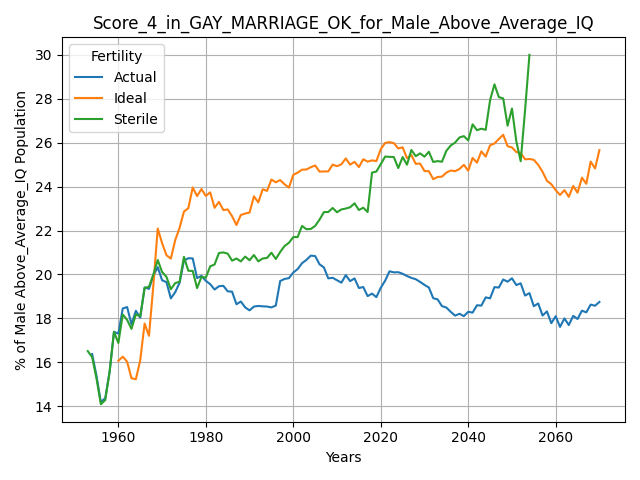 Score_4_in_GAY_MARRIAGE_OK_for_Male_Above_Average_IQ
Fertility
Actual
Ideal
Sterile
% of Male Above_Average_IQ Population
30
28
26
24
22
20
18
16
14
1960
1980
2000
2020
2040
2060
Years